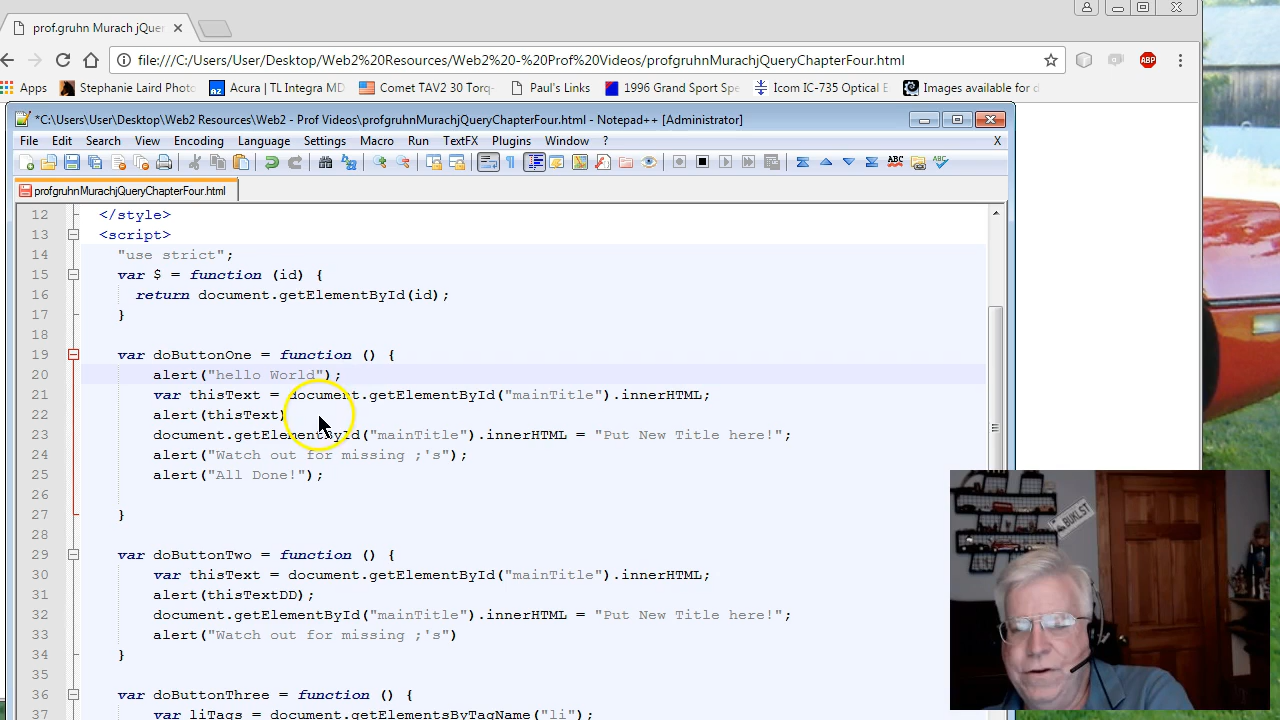 prof.gruhn Murach jQuer
file:///C:/Users/User/Desktop/Web2%20Resources/Web2%20-%20Prof%20Videos/profgruhnMurachjQueryChapterFour.html
ABP
Apps Stephanie Laird Phot AZ Acura | TL Integra MD Comet TAV2 30 Torq- Paul's Links 1996 Grand Sport Spe Icom IC-735 Optical E Images available for d
*C:\Users\User\Desktop\Web2 Resources\Web2 - Prof Videos\profgruhnMurachjQueryChapterFour.html - Notepad++ [Administrator]
File Edit Search View Encoding Language Settings Macro Run TextFX Plugins Window ? X
profgruhnMurachjQueryChapterFour.html
12 </style>
13 <script>
14 "use strict";
15 var $ = function (id) {
16 return document.getElementById(id);
17 }
18
19 var doButtonOne = function () {
20 alert("hello World");
21 var thisText = document.getElementById("mainTitle").innerHTML;
22 alert(thisText)
23 document.getElementById("mainTitle").innerHTML = "Put New Title here!";
24 alert("Watch out for missing ;'s");
25 alert("All Done!");
26
27 }
28
29 var doButtonTwo = function () {
30 var thisText = document.getElementById("mainTitle").innerHTML;
31 alert(thisTextDD);
32 document.getElementById("mainTitle").innerHTML = "Put New Title here!";
33 alert("Watch out for missing ;'s")
34 }
35
36 var doButtonThree = function () {
37 var liTags = document.getElementsByTagName("li");
BUKLST